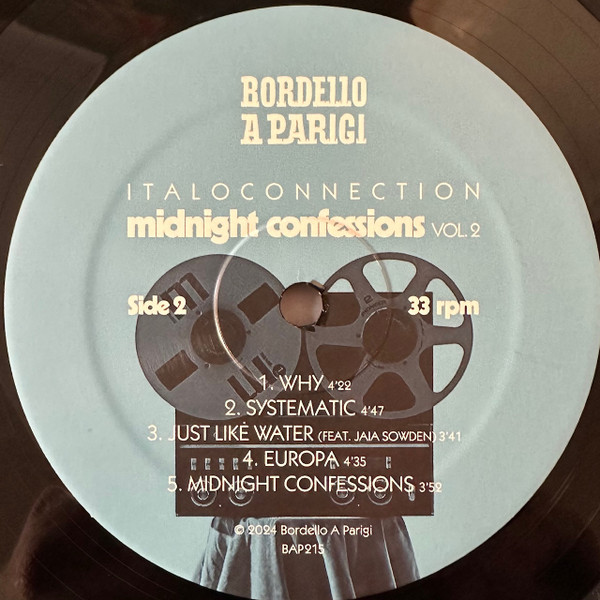 BORDELLO
A PARIGI
ITALOCONNECTION
midnight confessions VOL. 2
Side 2 33 rpm
1. WHY 4'22
2. SYSTEMATIC 4'47
3. JUST LIKE WATER (FEAT. JAIA SOWDEN) 3'41
4. EUROPA 4'35
5. MIDNIGHT CONFESSIONS 3'52
© 2024 Bordello A Parigi
BAP215